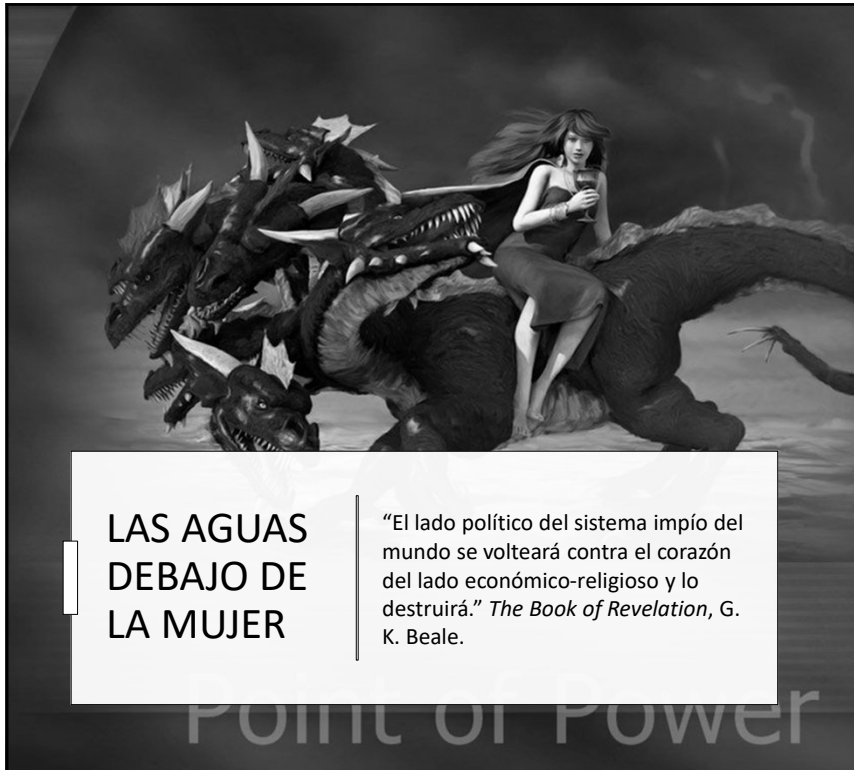 LAS AGUAS
DEBAJO DE
LA MUJER
“El lado político del sistema impío del
mundo se volteará contra el corazón
del lado económico-religioso y lo
destruirá.” The Book of Revelation, G.
K. Beale.
Point of Power